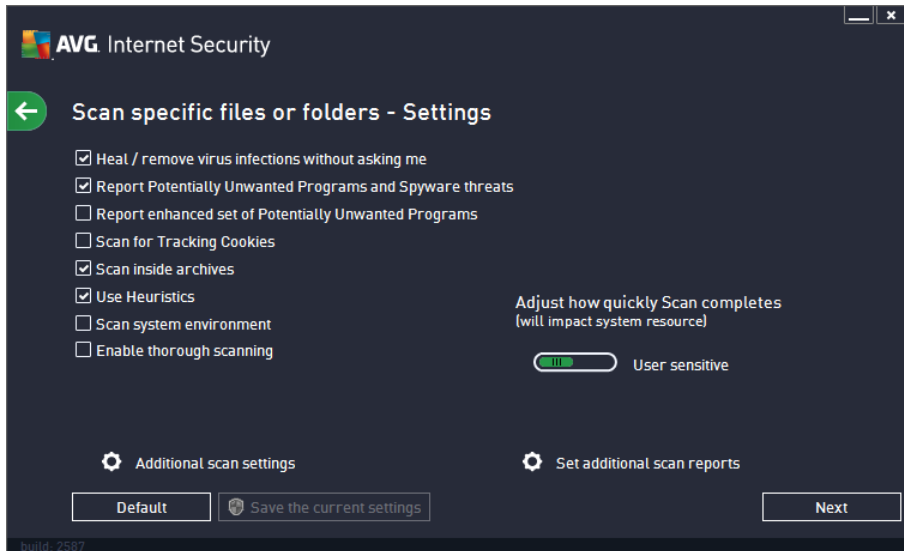 AVG. Internet Security
Scan specific files or folders - Settings
Heal / remove virus infections without asking me
Report Potentially Unwanted Programs and Spyware threats
Report enhanced set of Potentially Unwanted Programs
Scan for Tracking Cookies
Scan inside archives
Use Heuristics
Scan system environment
Enable thorough scanning
Adjust how quickly Scan completes
(will impact system resource)
User sensitive
Additional scan settings
Set additional scan reports
Default
Save the current settings
Next
build: 2587